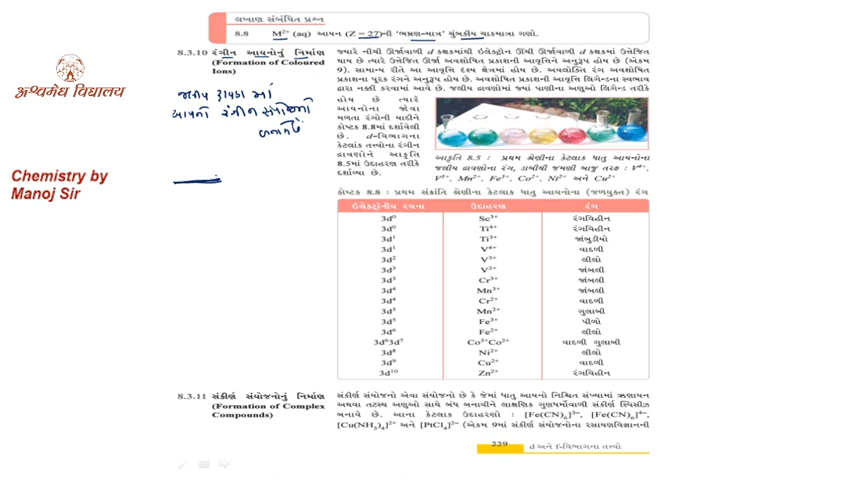 લખાણ સંબંધિત પ્રશ્ન
8.8 M²⁺ (aq) આયન (Z = 27)ની 'ભ્રમણ-માત્ર' ચુંબકીય ચાકમાત્રા ગણો.
अश्वमेध विद्यालय
Chemistry by
Manoj Sir
8.3.10 રંગીન આયનોનું નિર્માણ
(Formation of Coloured
Ions)
જ્યારે નીચી ઊર્જાવાળી d કક્ષકમાંથી ઇલેક્ટ્રોન ઊંચી ઊર્જાવાળી d કક્ષકમાં ઉત્તેજિત
થાય છે ત્યારે ઉત્તેજિત ઊર્જા અવશોષિત પ્રકાશની આવૃત્તિને અનુરૂપ હોય છે (એકમ
9). સામાન્ય રીતે આ આવૃત્તિ દૃશ્ય ક્ષેત્રમાં હોય છે. અવલોકિત રંગ અવશોષિત
પ્રકાશના પૂરક રંગને અનુરૂપ હોય છે. અવશોષિત પ્રકાશની આવૃત્તિ લિગેન્ડના સ્વભાવ
દ્વારા નક્કી કરવામાં આવે છે. જલીય દ્રાવણોમાં જ્યાં પાણીના અણુઓ લિગેન્ડ તરીકે
હોય છે ત્યારે
આયનોના જોવા
મળતા રંગોની યાદીને
કોષ્ટક 8.8માં દર્શાવેલી
છે. d-વિભાગના
કેટલાંક તત્ત્વોના રંગીન
દ્રાવણોને આકૃતિ
8.5માં ઉદાહરણ તરીકે
દર્શાવ્યા છે.
આકૃતિ 8.5 : પ્રથમ શ્રેણીના કેટલાક ધાતુ આયનોના
જલીય દ્રાવણોના રંગ, ડાબીથી જમણી બાજુ તરફ : V⁴⁺,
V³⁺, Mn²⁺, Fe³⁺, Co²⁺, Ni²⁺ અને Cu²⁺
કોષ્ટક 8.8 : પ્રથમ સંક્રાંતિ શ્રેણીના કેટલાક ધાતુ આયનોના (જળયુક્ત) રંગ
ઇલેક્ટ્રોનીય રચના ઉદાહરણ રંગ
3d⁰ Sc³⁺ રંગવિહીન
3d⁰ Ti⁴⁺ રંગવિહીન
3d¹ Ti³⁺ જાંબુડીયો
3d¹ V⁴⁺ વાદળી
3d² V³⁺ લીલો
3d³ V²⁺ જાંબલી
3d³ Cr³⁺ જાંબલી
3d⁴ Mn³⁺ જાંબલી
3d⁴ Cr²⁺ વાદળી
3d⁵ Mn²⁺ ગુલાબી
3d⁵ Fe³⁺ પીળો
3d⁶ Fe²⁺ લીલો
3d⁶3d⁷ Co³⁺Co²⁺ વાદળી ગુલાબી
3d⁸ Ni²⁺ લીલો
3d⁹ Cu²⁺ વાદળી
3d¹⁰ Zn²⁺ રંગવિહીન
8.3.11 સંકીર્ણ સંયોજનોનું નિર્માણ
(Formation of Complex
Compounds)
સંકીર્ણ સંયોજનો એવા સંયોજનો છે કે જેમાં ધાતુ આયનો નિશ્ચિત સંખ્યામાં ઋણાયન
અથવા તટસ્થ અણુઓ સાથે બંધ બનાવીને લાક્ષણિક ગુણધર્મોવાળી સંકીર્ણ સ્પિસીઝ
બનાવે છે. આના કેટલાક ઉદાહરણો : [Fe(CN)₆]³⁻, [Fe(CN)₆]⁴⁻,
[Cu(NH₃)₄]²⁺ અને [PtCl₄]²⁻ (એકમ 9માં સંકીર્ણ સંયોજનોના રસાયણવિજ્ઞાનની
229 d અને f-વિભાગના તત્ત્વો